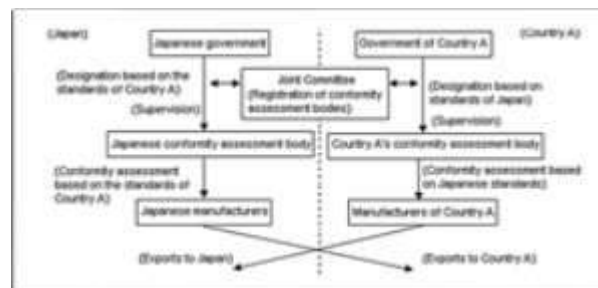 (Japan)
(Country A)
Japanese government
Government of Country A
(Designation based on the
standards of Country A)
Joint Committee
(Registration of conformity
assessment bodies)
(Designation based on
standards of Japan)
(Supervision)
(Supervision)
Japanese conformity assessment body
Country A's conformity assessment body
(Conformity assessment
based on the standards of
Country A)
(Conformity assessment based
on Japanese standards)
Japanese manufacturers
Manufacturers of Country A
(Exports to Japan)
(Exports to Country A)